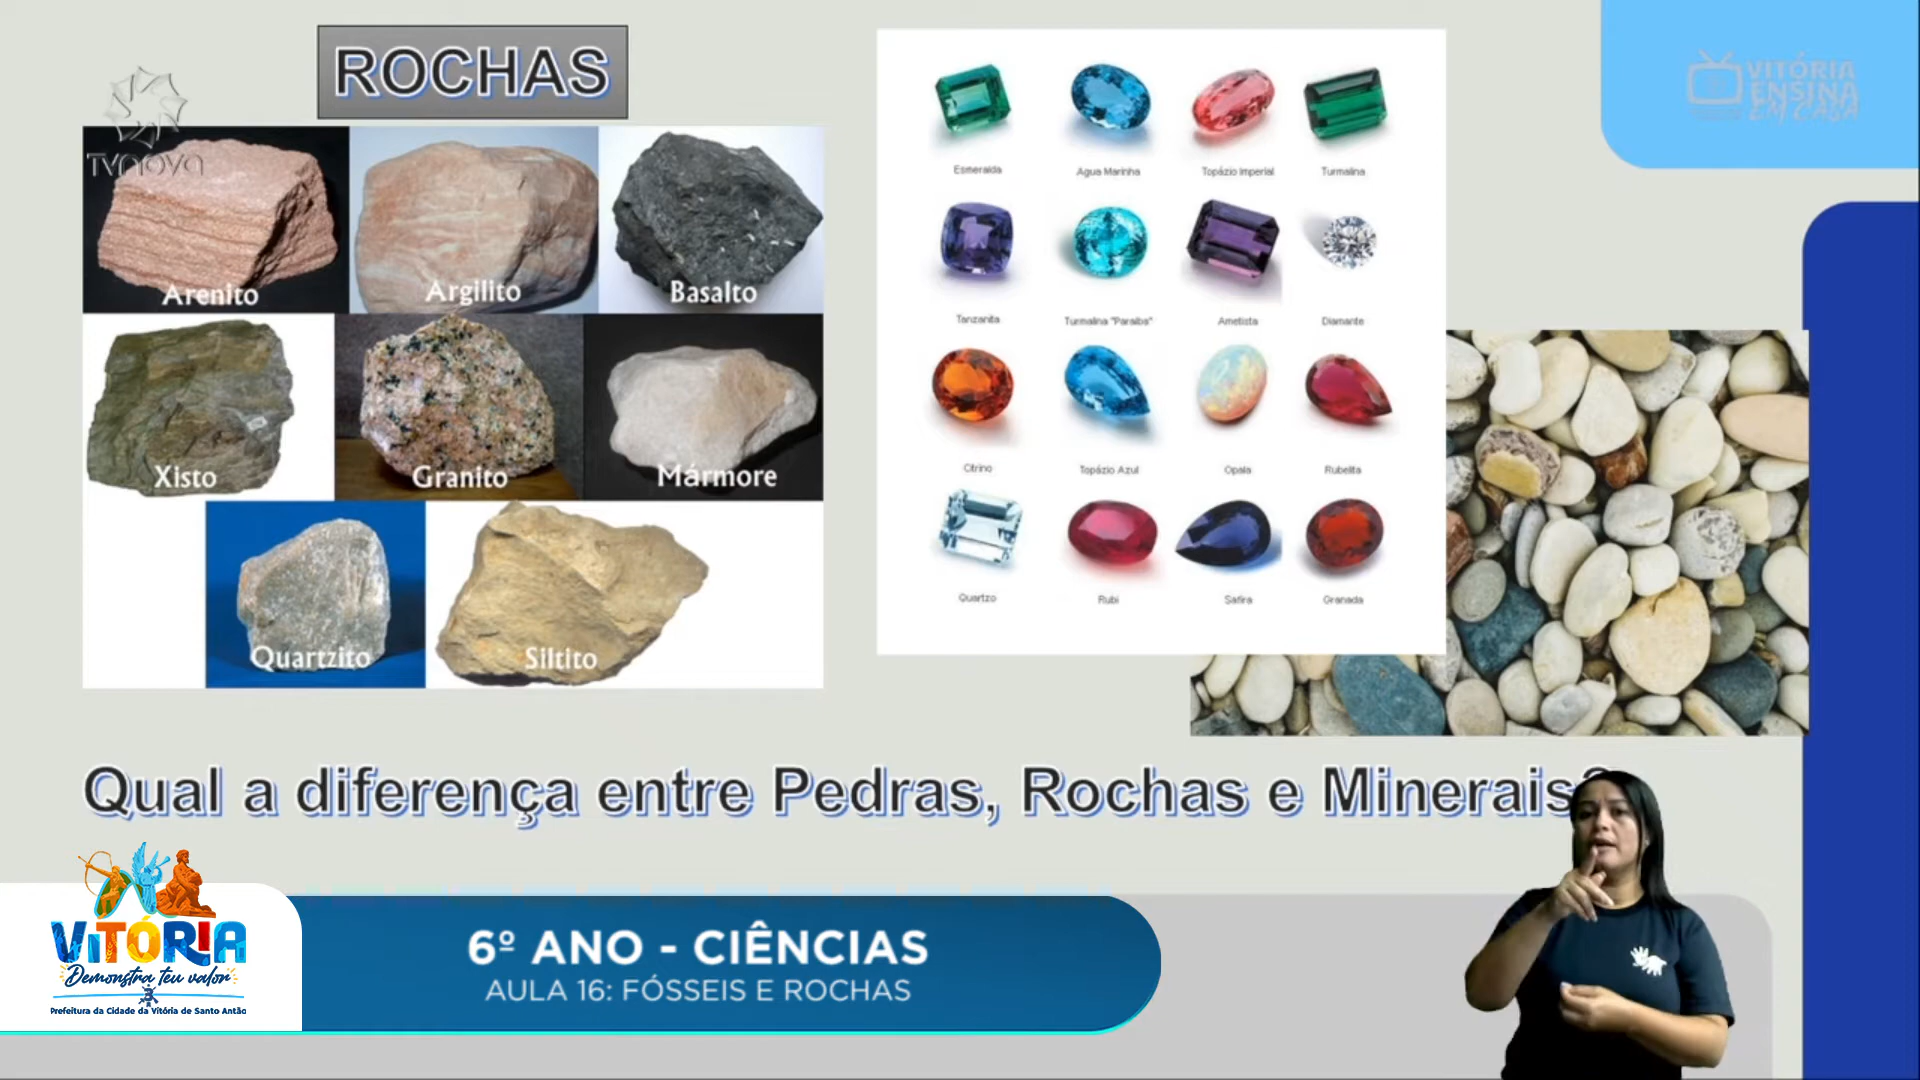 ROCHAS
TVNOVA
Arenito
Argilito
Basalto
Xisto
Granito
Mármore
Quartzito
Siltito
Esmeralda
Agua Marinha
Topázio Imperial
Turmalina
Tanzanita
Turmalina "Paraiba"
Ametista
Diamante
Citrino
Topázio Azul
Opala
Rubelita
Quartzo
Rubi
Safira
Granada
VITÓRIA
ENSINA
EM CASA
Qual a diferença entre Pedras, Rochas e Minerais?
VITÓRIA
Demonstra teu valor
Prefeitura da Cidade da Vitória de Santo Antão
6º ANO - CIÊNCIAS
AULA 16: FÓSSEIS E ROCHAS